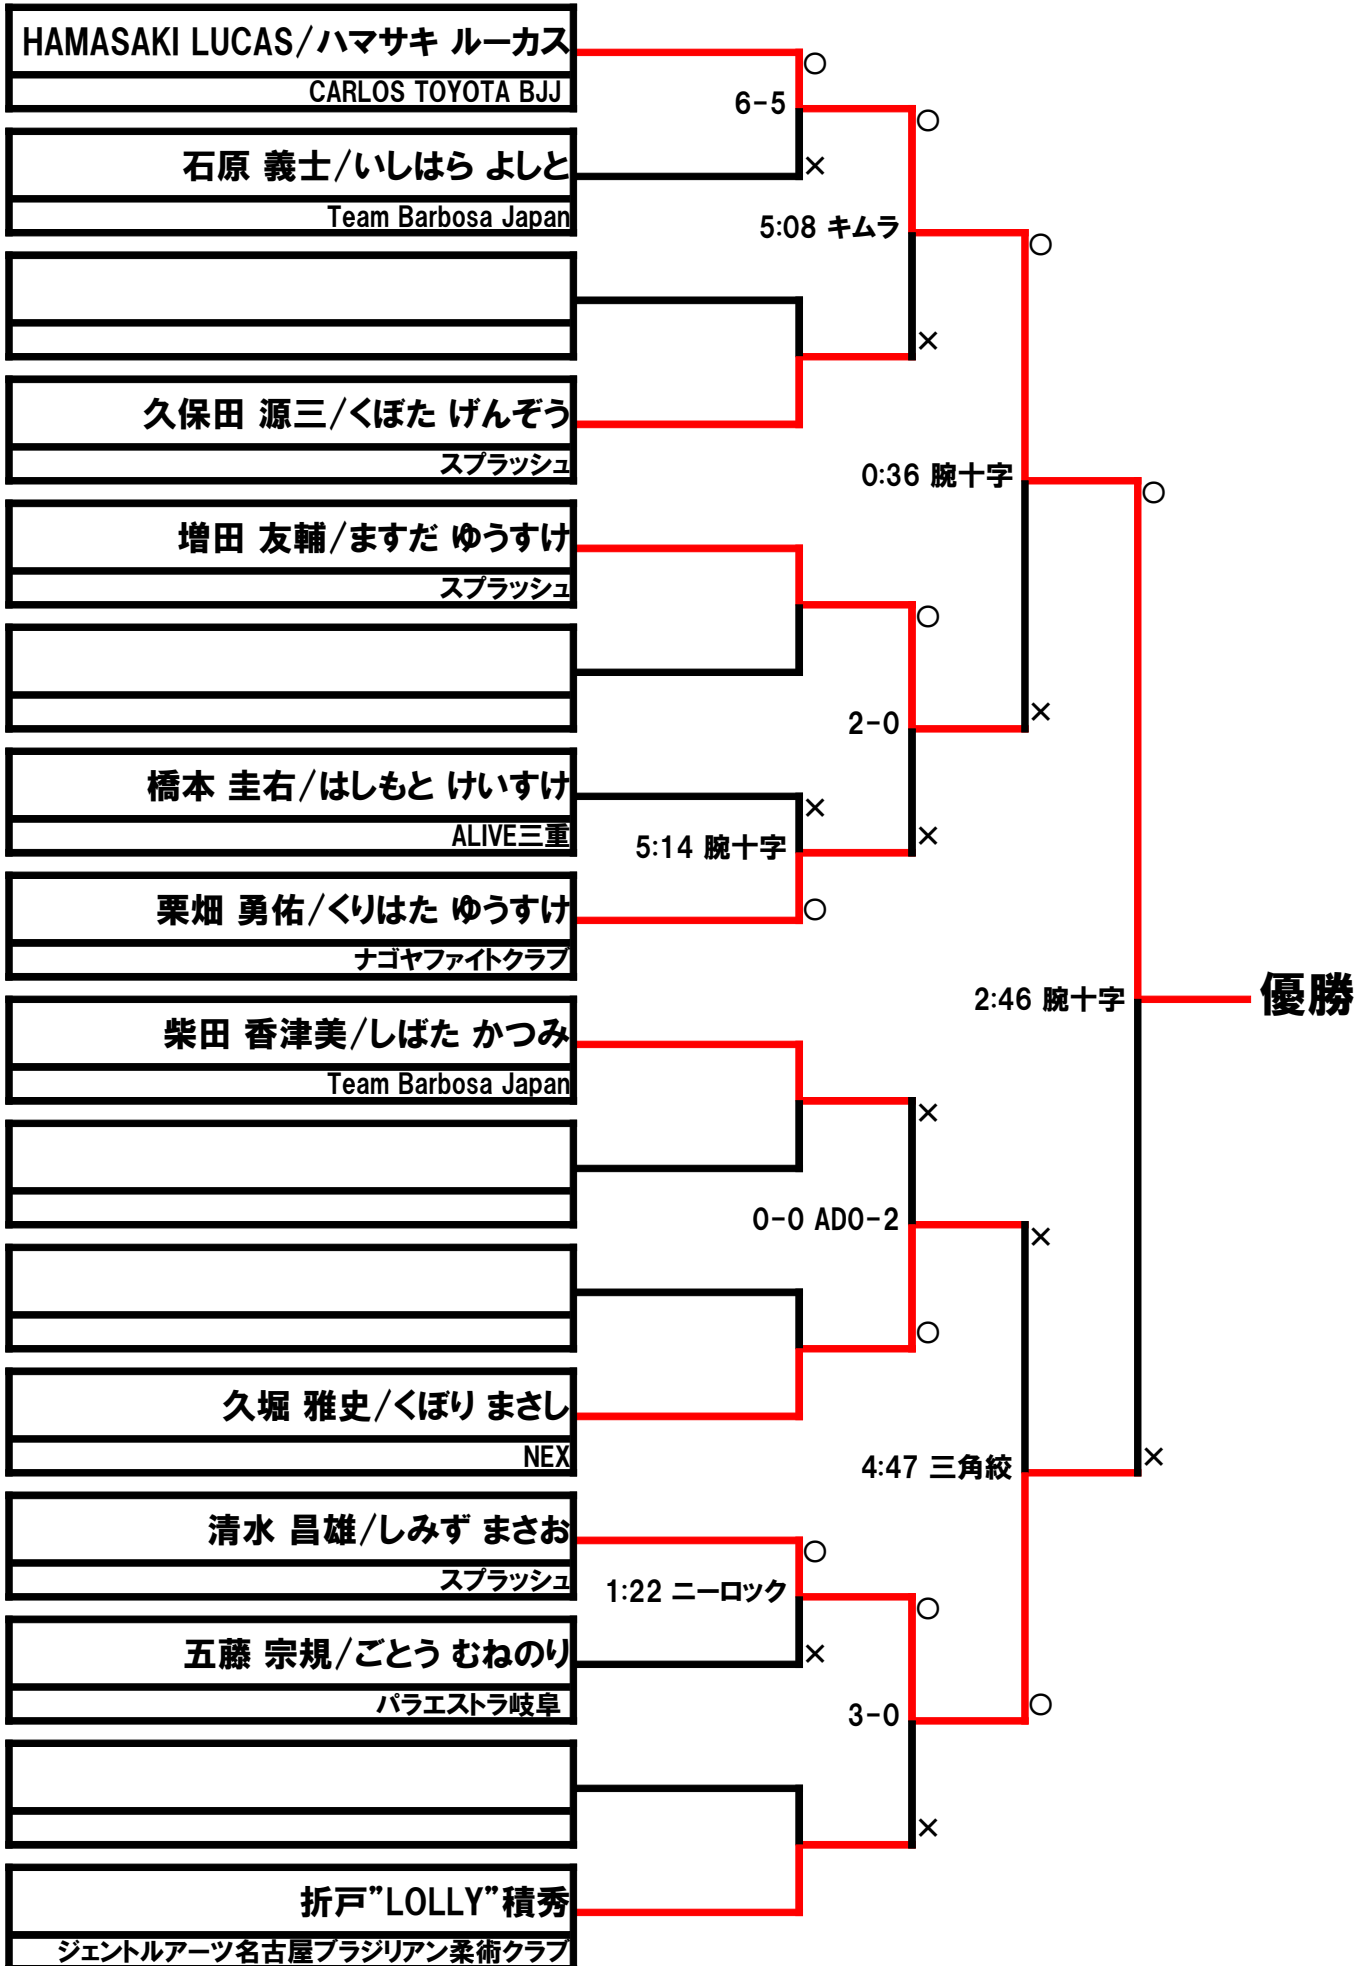 HAMASAKI LUCAS/ハマサキ ルーカス
CARLOS TOYOTA BJJ
○
6-5
○
×
石原 義士/いしはら よしと
Team Barbosa Japan
5:08 キムラ
○
×
久保田 源三/くぼた げんぞう
スプラッシュ
0:36 腕十字
○
増田 友輔/ますだ ゆうすけ
スプラッシュ
○
2-0
×
橋本 圭右/はしもと けいすけ
ALIVE三重
×
5:14 腕十字
×
栗畑 勇佑/くりはた ゆうすけ
ナゴヤファイトクラブ
○
2:46 腕十字
優勝
柴田 香津美/しばた かつみ
Team Barbosa Japan
×
0-0 AD0-2
×
○
久堀 雅史/くぼり まさし
NEX
4:47 三角絞
×
清水 昌雄/しみず まさお
スプラッシュ
○
1:22 ニーロック
○
×
五藤 宗規/ごとう むねのり
パラエストラ岐阜
3-0
○
×
折戸”LOLLY”積秀
ジェントルアーツ名古屋ブラジリアン柔術クラブ